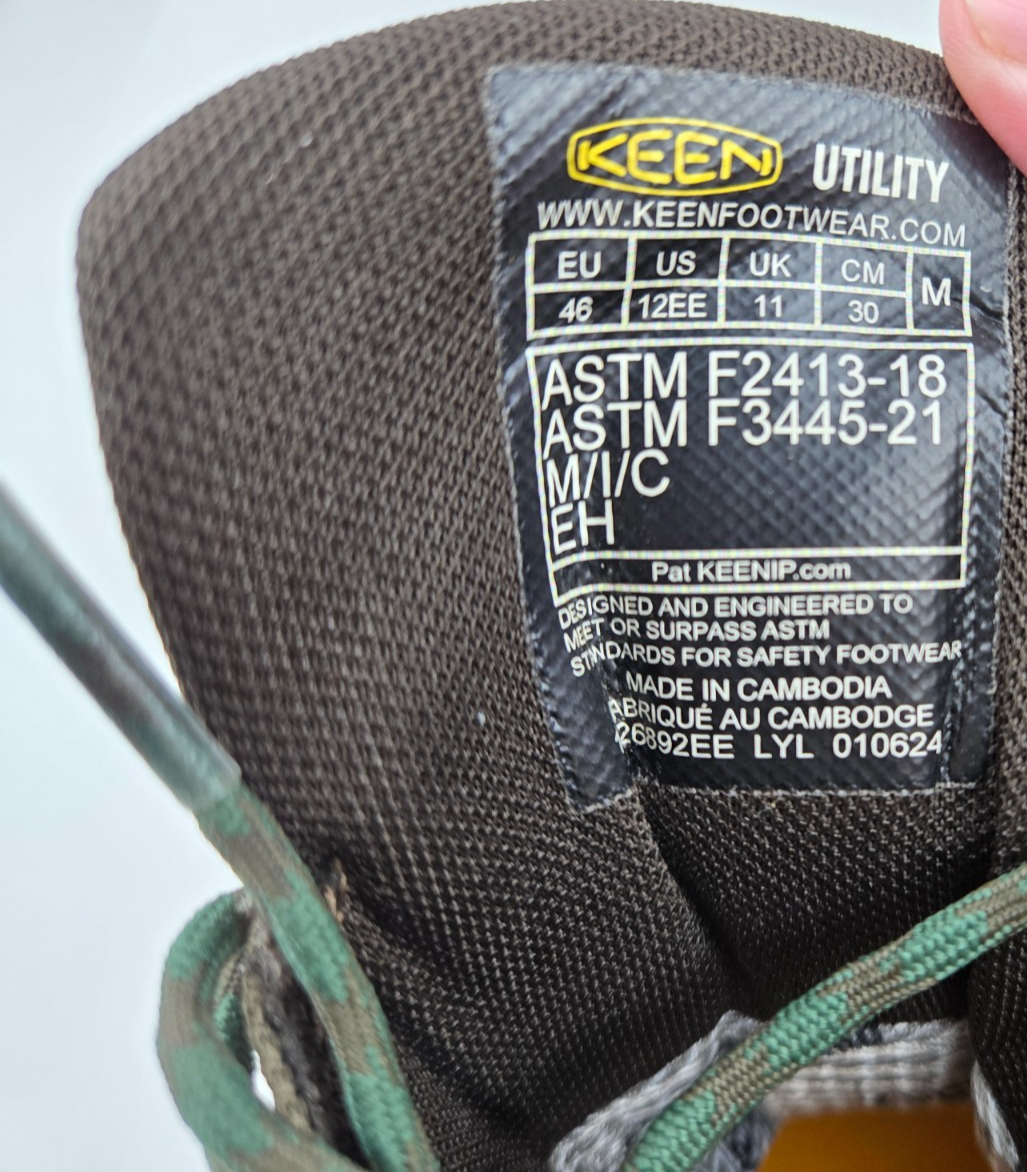 KEEN UTILITY
WWW.KEENFOOTWEAR.COM
EU US UK CM M
46 12EE 11 30
ASTM F2413-18
ASTM F3445-21
M/I/C
EH
Pat KEENIP.com
DESIGNED AND ENGINEERED TO
MEET OR SURPASS ASTM
STANDARDS FOR SAFETY FOOTWEAR
MADE IN CAMBODIA
ABRIQUÉ AU CAMBODGE
26892EE LYL 010624